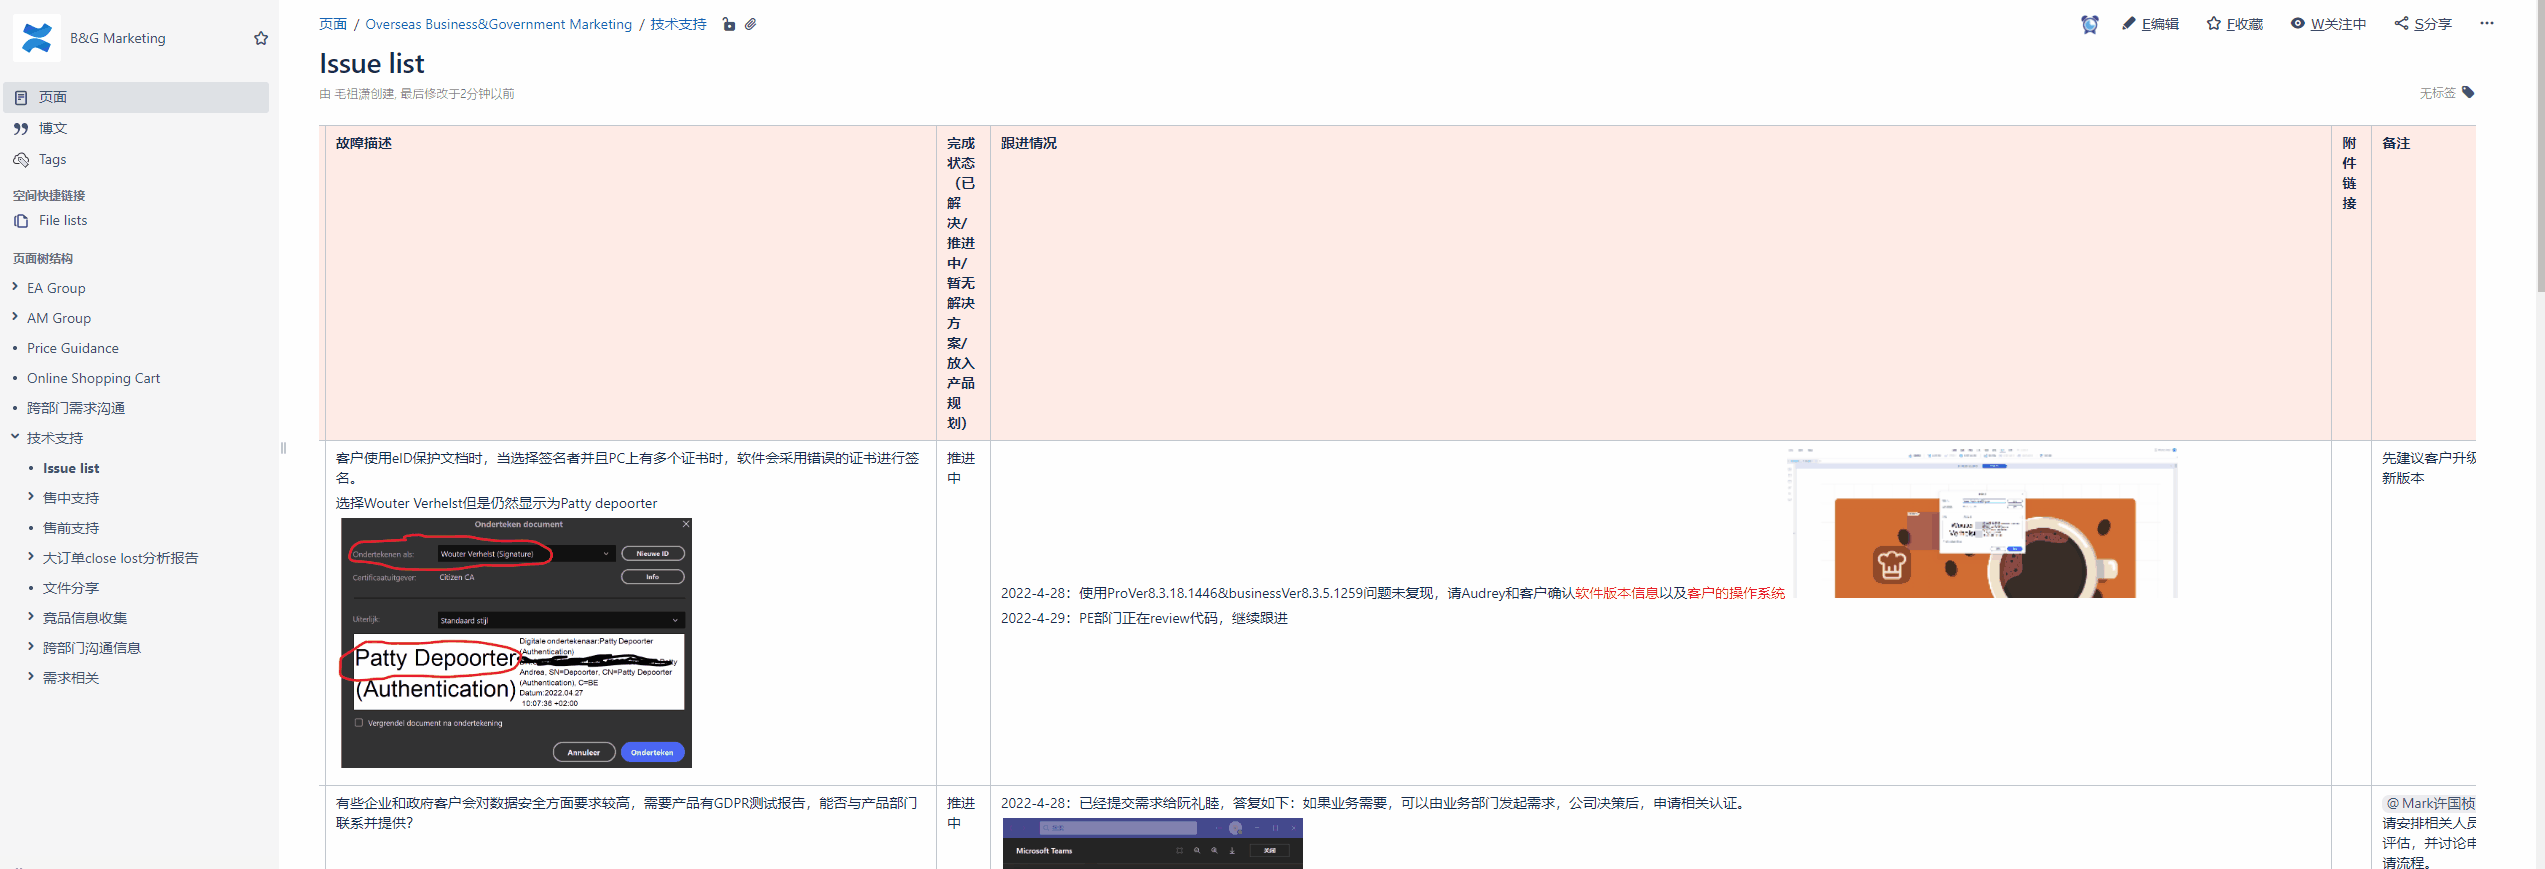 B&G Marketing
页面
博文
Tags
空间快捷链接
File lists
页面树结构
EA Group
AM Group
Price Guidance
Online Shopping Cart
跨部门需求沟通
技术支持
Issue list
售中支持
售前支持
大订单close lost分析报告
文件分享
竞品信息收集
跨部门沟通信息
需求相关
页面 / Overseas Business&Government Marketing / 技术支持
E编辑
F收藏
W关注中
S分享
Issue list
由 毛祖潇创建, 最后修改于2分钟以前
无标签
故障描述
完成
状态
（已
解
决/
推进
中/
暂无
解决
方
案/
放入
产品
规
划）
跟进情况
附
件
链
接
备注
客户使用eID保护文档时，当选择签名者并且PC上有多个证书时，软件会采用错误的证书进行签
名。
选择Wouter Verhelst但是仍然显示为Patty depoorter
Onderteken document
Ondertekenen als:
Wouter Verhelst (Signature)
Nieuwe ID
Certificaatuitgever:
Citizen CA
Info
Uiterlijk:
Standaard stijl
Patty Depoorter
(Authentication)
Digitale ondertekenaar:Patty Depoorter
(Authentication)
Andrea, SN=Depoorter, CN=Patty Depoorter
(Authentication), C=BE
Datum:2022.04.27
10:07:36 +02:00
Vergrendel document na ondertekening
Annuleer
Onderteken
推进
中
2022-4-28：使用ProVer8.3.18.1446&businessVer8.3.5.1259问题未复现，请Audrey和客户确认软件版本信息以及客户的操作系统
2022-4-29：PE部门正在review代码，继续跟进
Wouter
Verhelst
先建议客户升级
新版本
有些企业和政府客户会对数据安全方面要求较高，需要产品有GDPR测试报告，能否与产品部门
联系并提供？
推进
中
2022-4-28：已经提交需求给阮礼睦，答复如下：如果业务需要，可以由业务部门发起需求，公司决策后，申请相关认证。
Microsoft Teams
关闭
@Mark许国桢
请安排相关人员
评估，并讨论申
请流程。